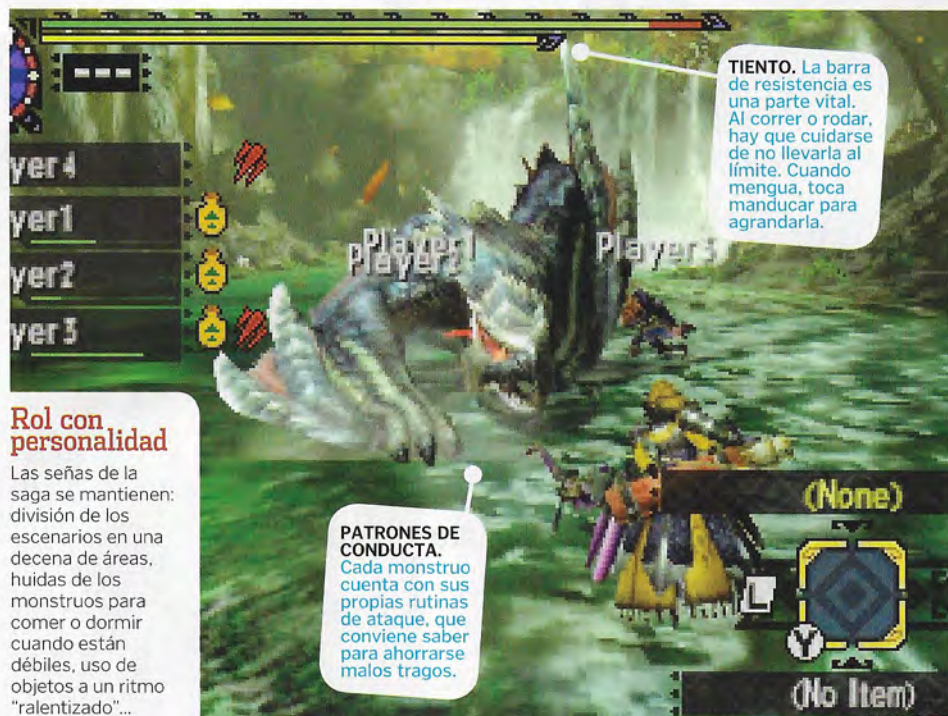 TIENTO. La barra
de resistencia es
una parte vital.
Al correr o rodar,
hay que cuidarse
de no llevarla al
límite. Cuando
mengua, toca
manducar para
agrandarla.
yer4
yer1
yer2
yer3
Player1
Player2
Player3
Rol con
personalidad
Las señas de la
saga se mantienen:
división de los
escenarios en una
decena de áreas,
huidas de los
monstruos para
comer o dormir
cuando están
débiles, uso de
objetos a un ritmo
"ralentizado"...
PATRONES DE
CONDUCTA.
Cada monstruo
cuenta con sus
propias rutinas
de ataque, que
conviene saber
para ahorrarse
malos tragos.
(None)
L
Y
(No Item)